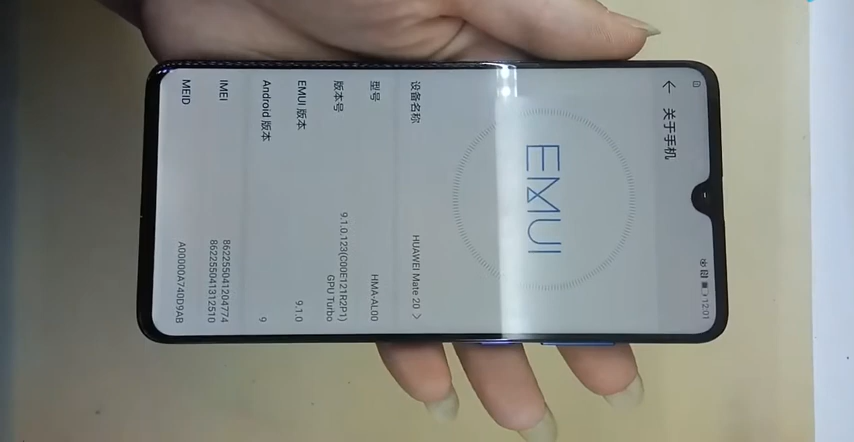 12:01
关于手机
EMUI
设备名称 HUAWEI Mate 20
型号 HMA-AL00
版本号 9.1.0.123(C00E121R2P1)
GPU Turbo
EMUI 版本 9.1.0
Android 版本 9
IMEI 862255041204774
862255041312510
MEID A00000A740D9AB